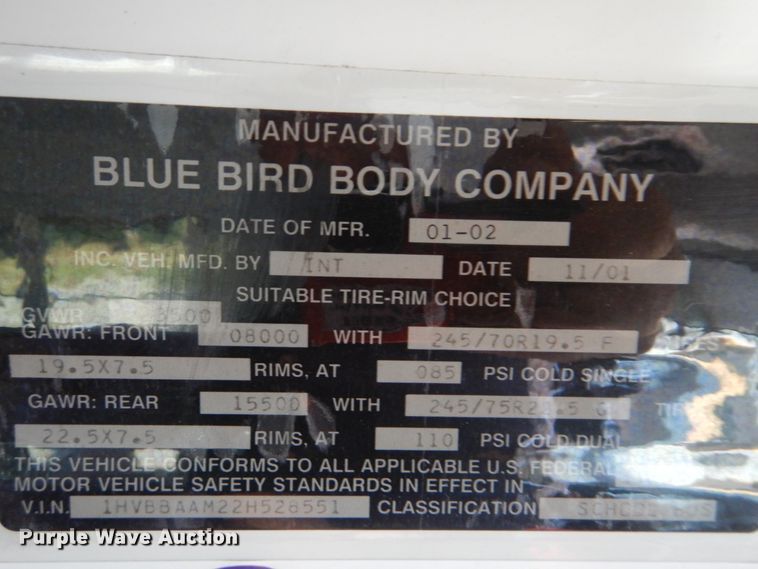 MANUFACTURED BY
BLUE BIRD BODY COMPANY
DATE OF MFR. 01-02
INC. VEH. MFD. BY INT DATE 11/01
SUITABLE TIRE-RIM CHOICE
GVWR
GAWR: FRONT 08000 WITH 245/70R19.5 F
19.5X7.5 RIMS, AT 085 PSI COLD SINGLE
GAWR: REAR 15500 WITH
22.5X7.5 RIMS, AT 110 PSI COLD DUAL
THIS VEHICLE CONFORMS TO ALL APPLICABLE U.S. FEDERAL
MOTOR VEHICLE SAFETY STANDARDS IN EFFECT IN
V.I.N. 1HVBBAAM22H528551 CLASSIFICATION
Purple Wave Auction